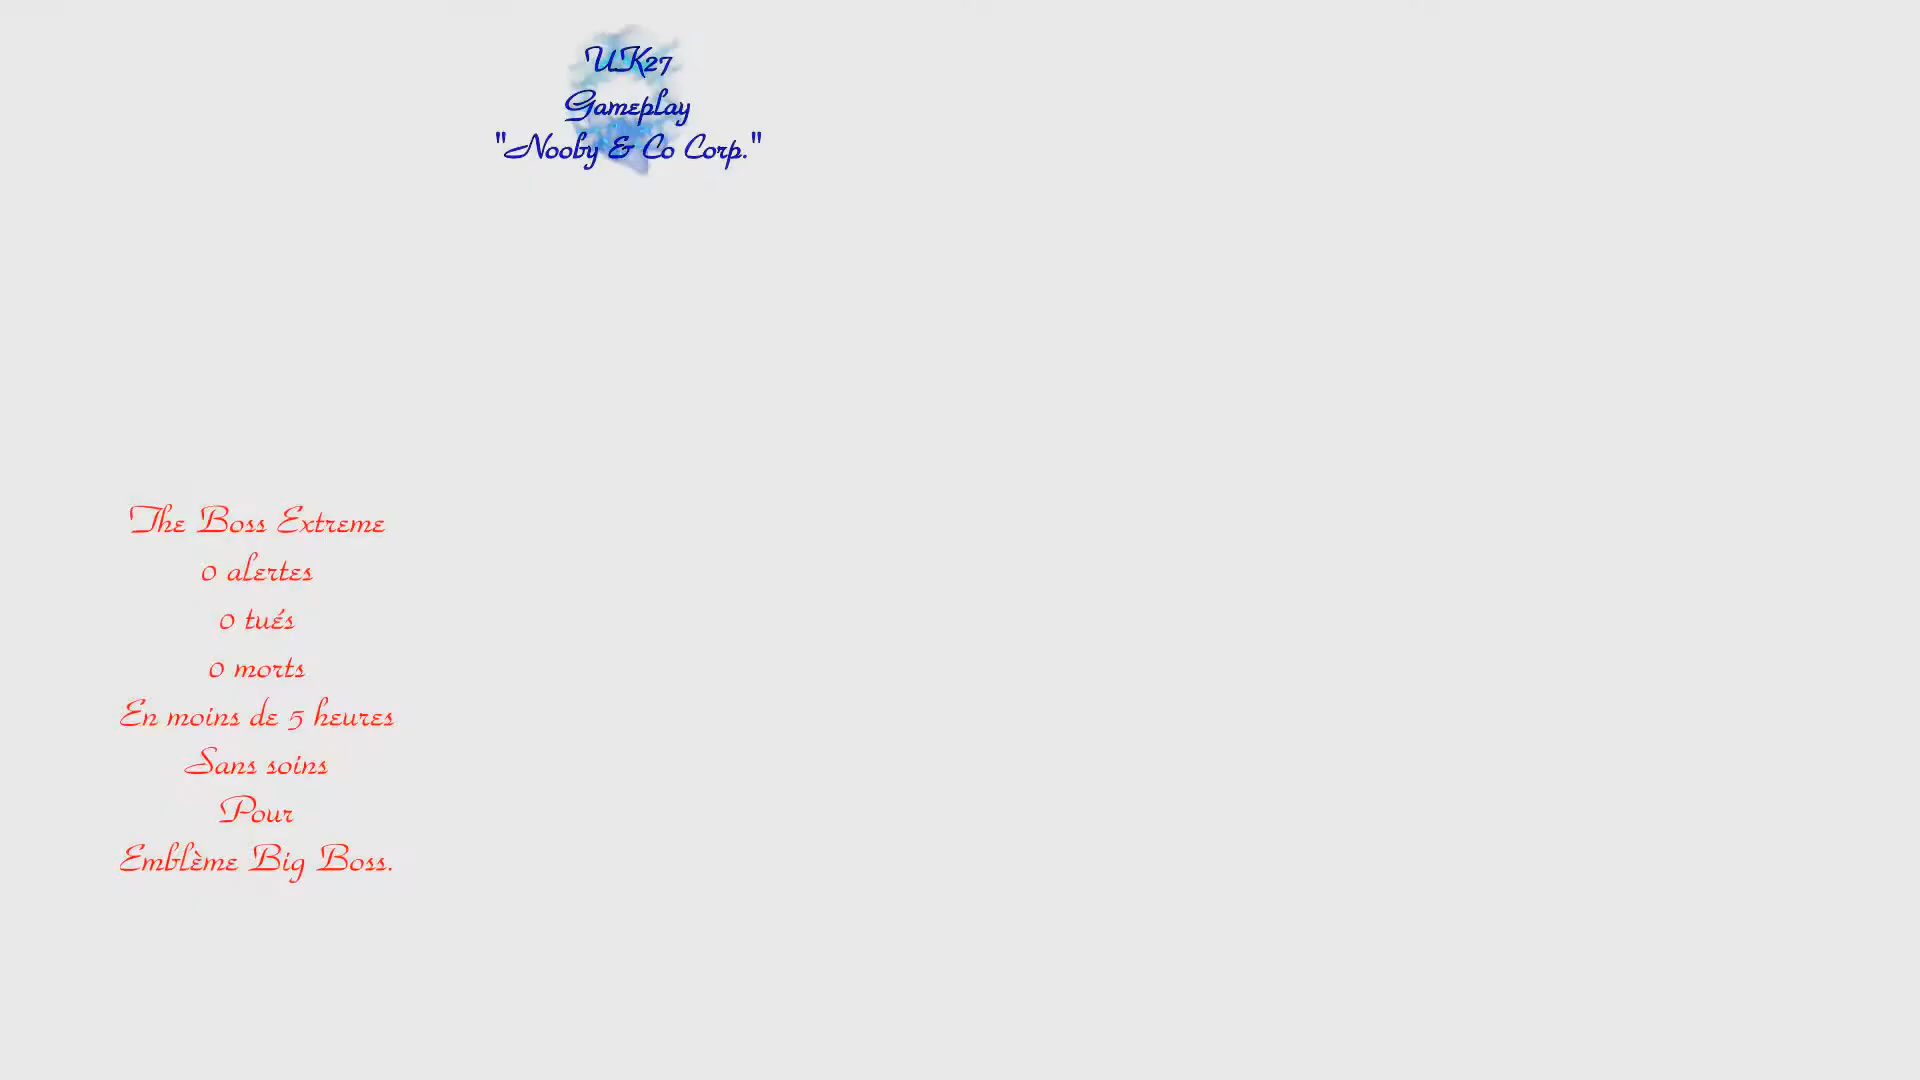 UK27
Gameplay
"Nooby & Co Corp."
The Boss Extreme
0 alertes
0 tués
0 morts
En moins de 5 heures
Sans soins
Pour
Emblème Big Boss.